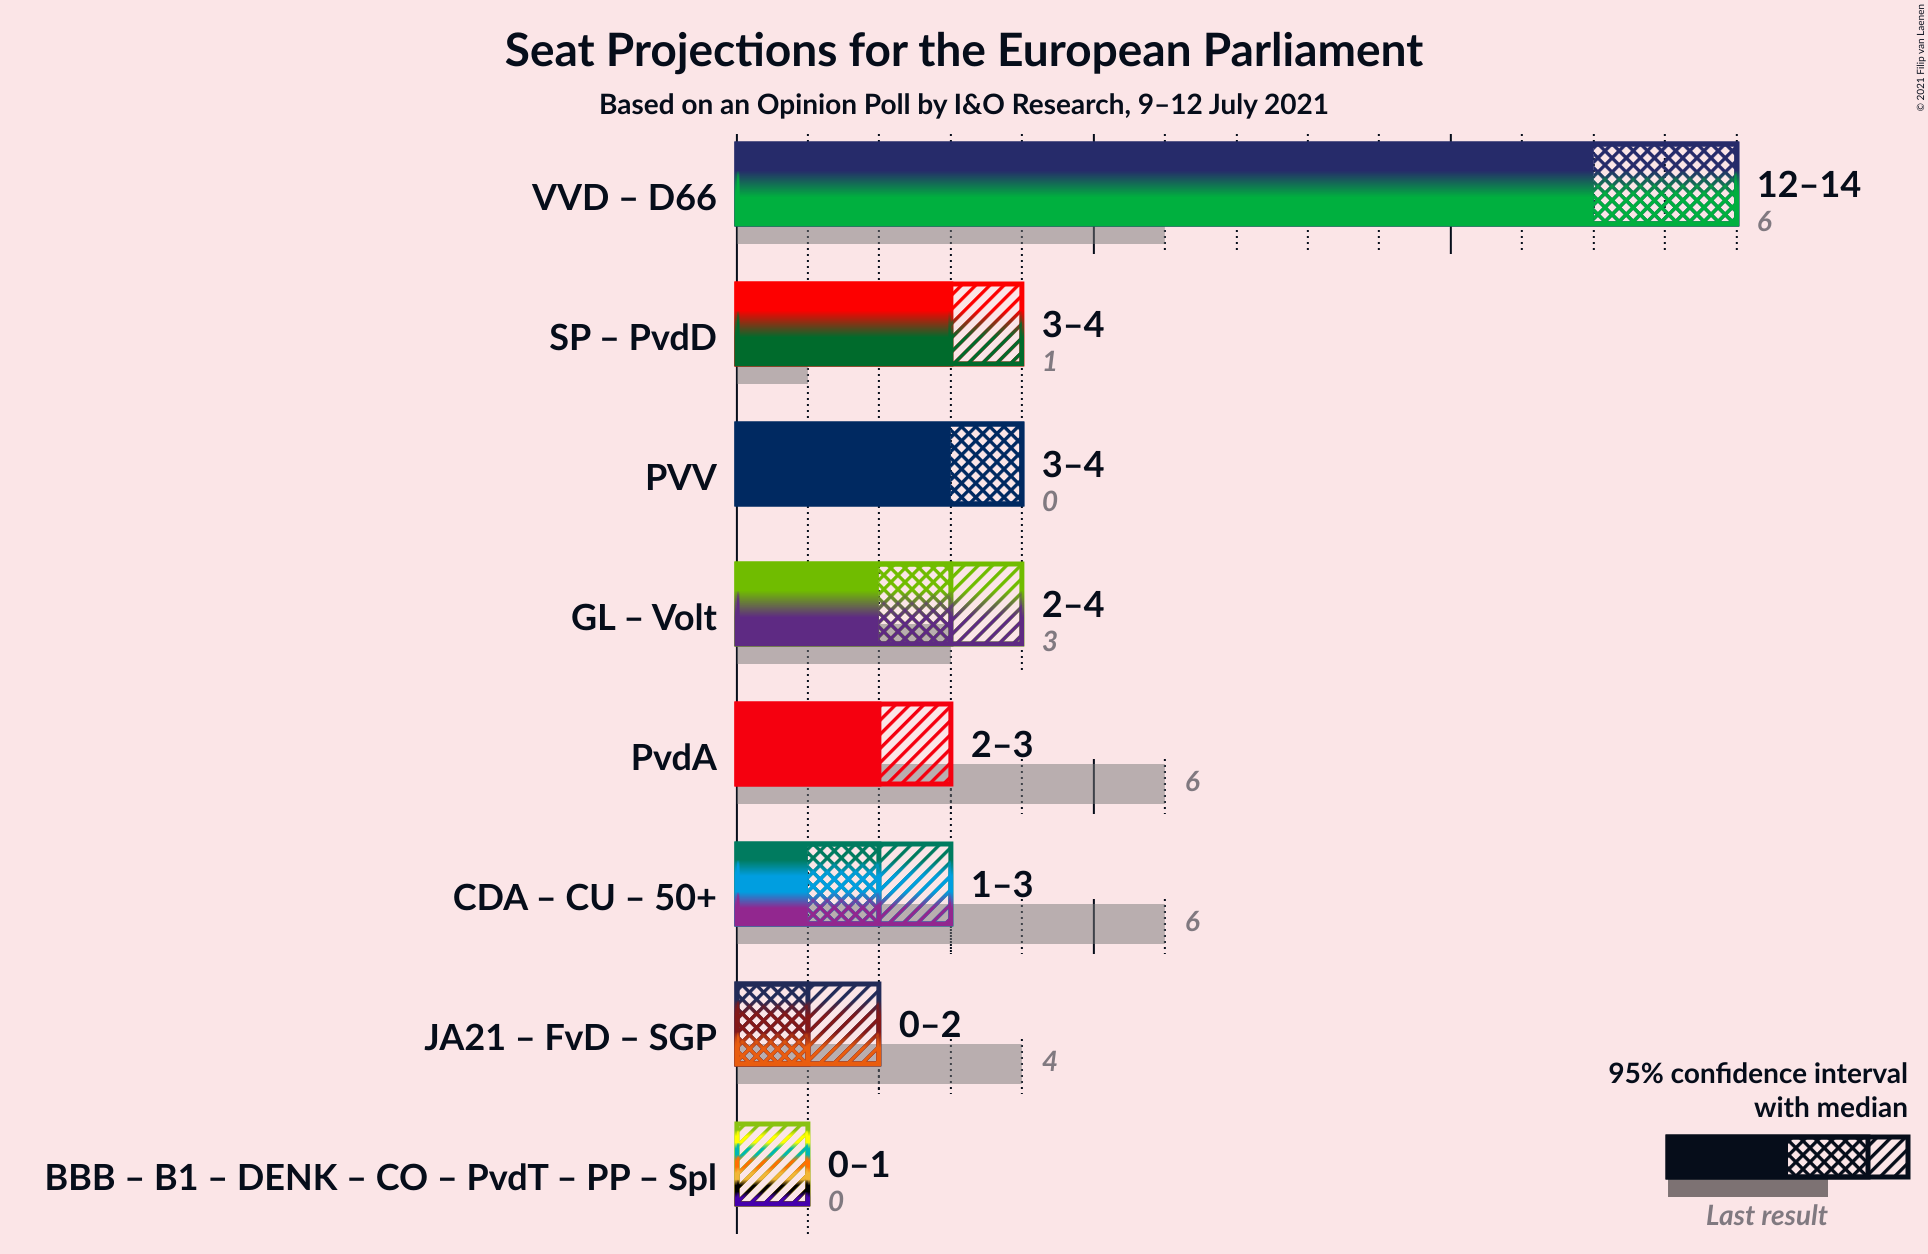 Seat Projections for the European Parliament
Based on an Opinion Poll by I&O Research, 9–12 July 2021
© 2021 Filip van Laenen
VVD – D66
12–14
6
SP – PvdD
3–4
1
PVV
3–4
0
GL – Volt
2–4
3
PvdA
2–3
6
CDA – CU – 50+
1–3
6
JA21 – FvD – SGP
0–2
4
BBB – B1 – DENK – CO – PvdT – PP – Spl
0–1
0
95% confidence interval
with median
Last result